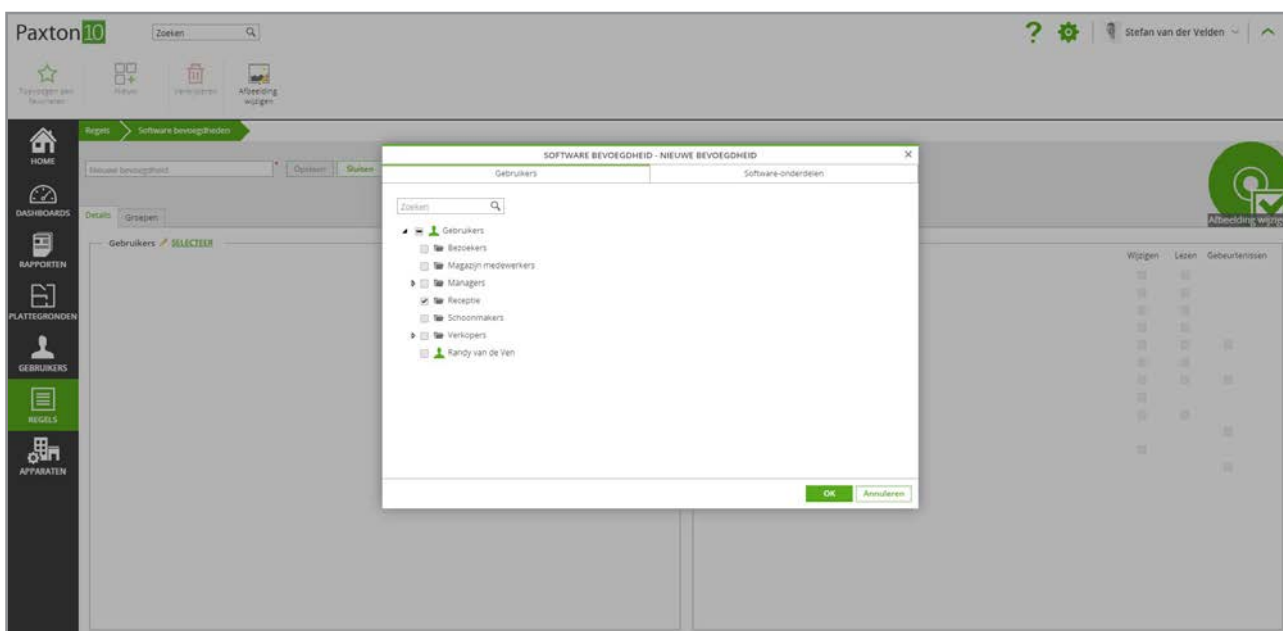 Paxton10
Zoeken
Stefan van der Velden
Toevoegen aan favorieten
Nieuw
Verwijderen
Afbeelding wijzigen
HOME
DASHBOARDS
RAPPORTEN
PLATTEGRONDEN
GEBRUIKERS
REGELS
APPARATEN
Regels
Software bevoegdheden
Nieuwe bevoegdheid
*
Opslaan
Sluiten
Afbeelding wijzig
Details
Groepen
Gebruikers SELECTEER
Wijzigen Lezen Gebeurtenissen
SOFTWARE BEVOEGDHEID - NIEUWE BEVOEGDHEID
Gebruikers
Software-onderdelen
Zoeken
Gebruikers
Bezoekers
Magazijn medewerkers
Managers
Receptie
Schoonmakers
Verkopers
Randy van de Ven
OK
Annuleren